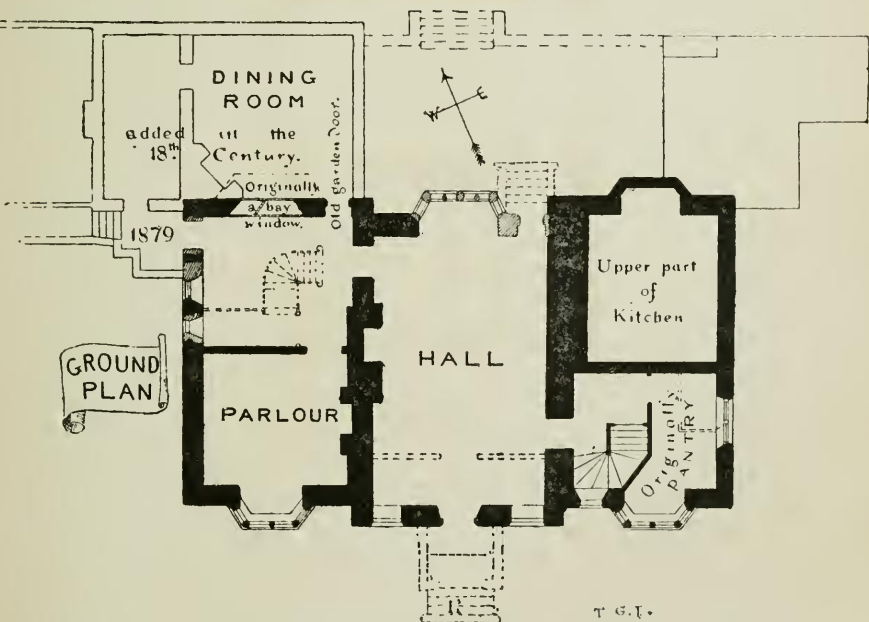 DINING
ROOM
added in the
18th. Century.
Old garden door.
Originally
a bay
window.
1879
W E
Upper part
of
Kitchen
GROUND
PLAN
HALL
PARLOUR
Originally
PANTRY